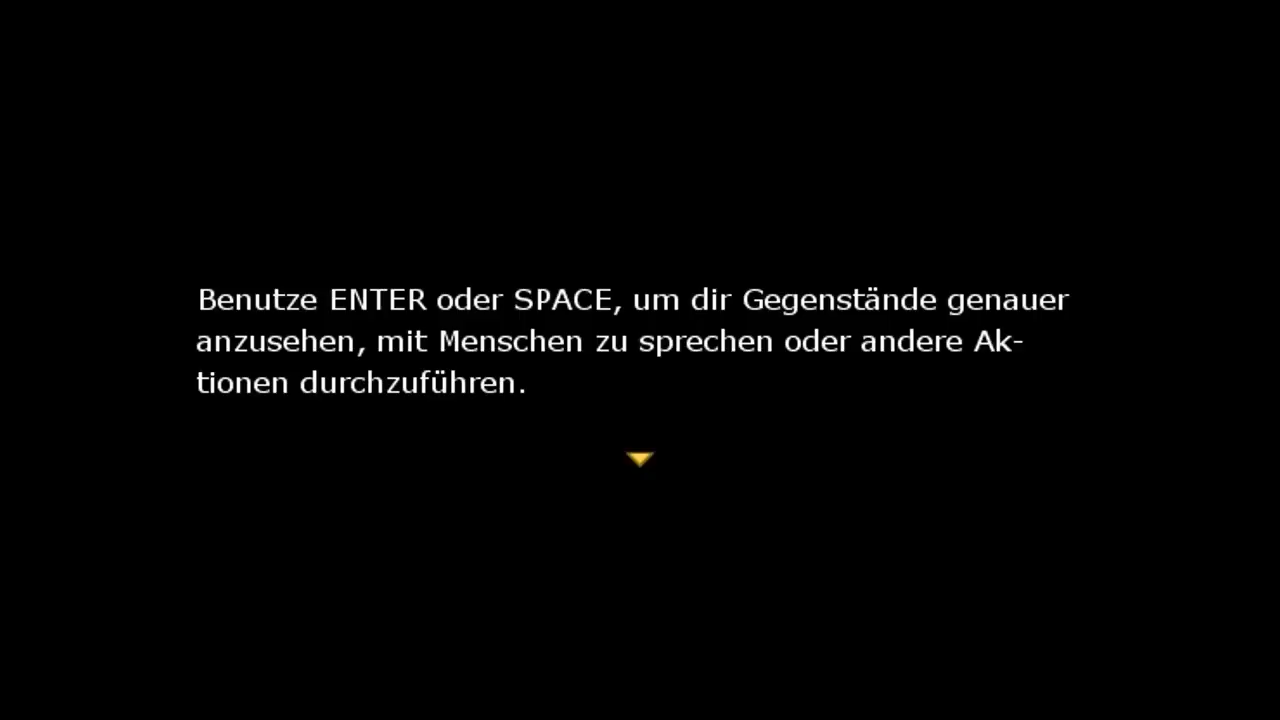 Benutze ENTER oder SPACE, um dir Gegenstände genauer
anzusehen, mit Menschen zu sprechen oder andere Ak-
tionen durchzuführen.